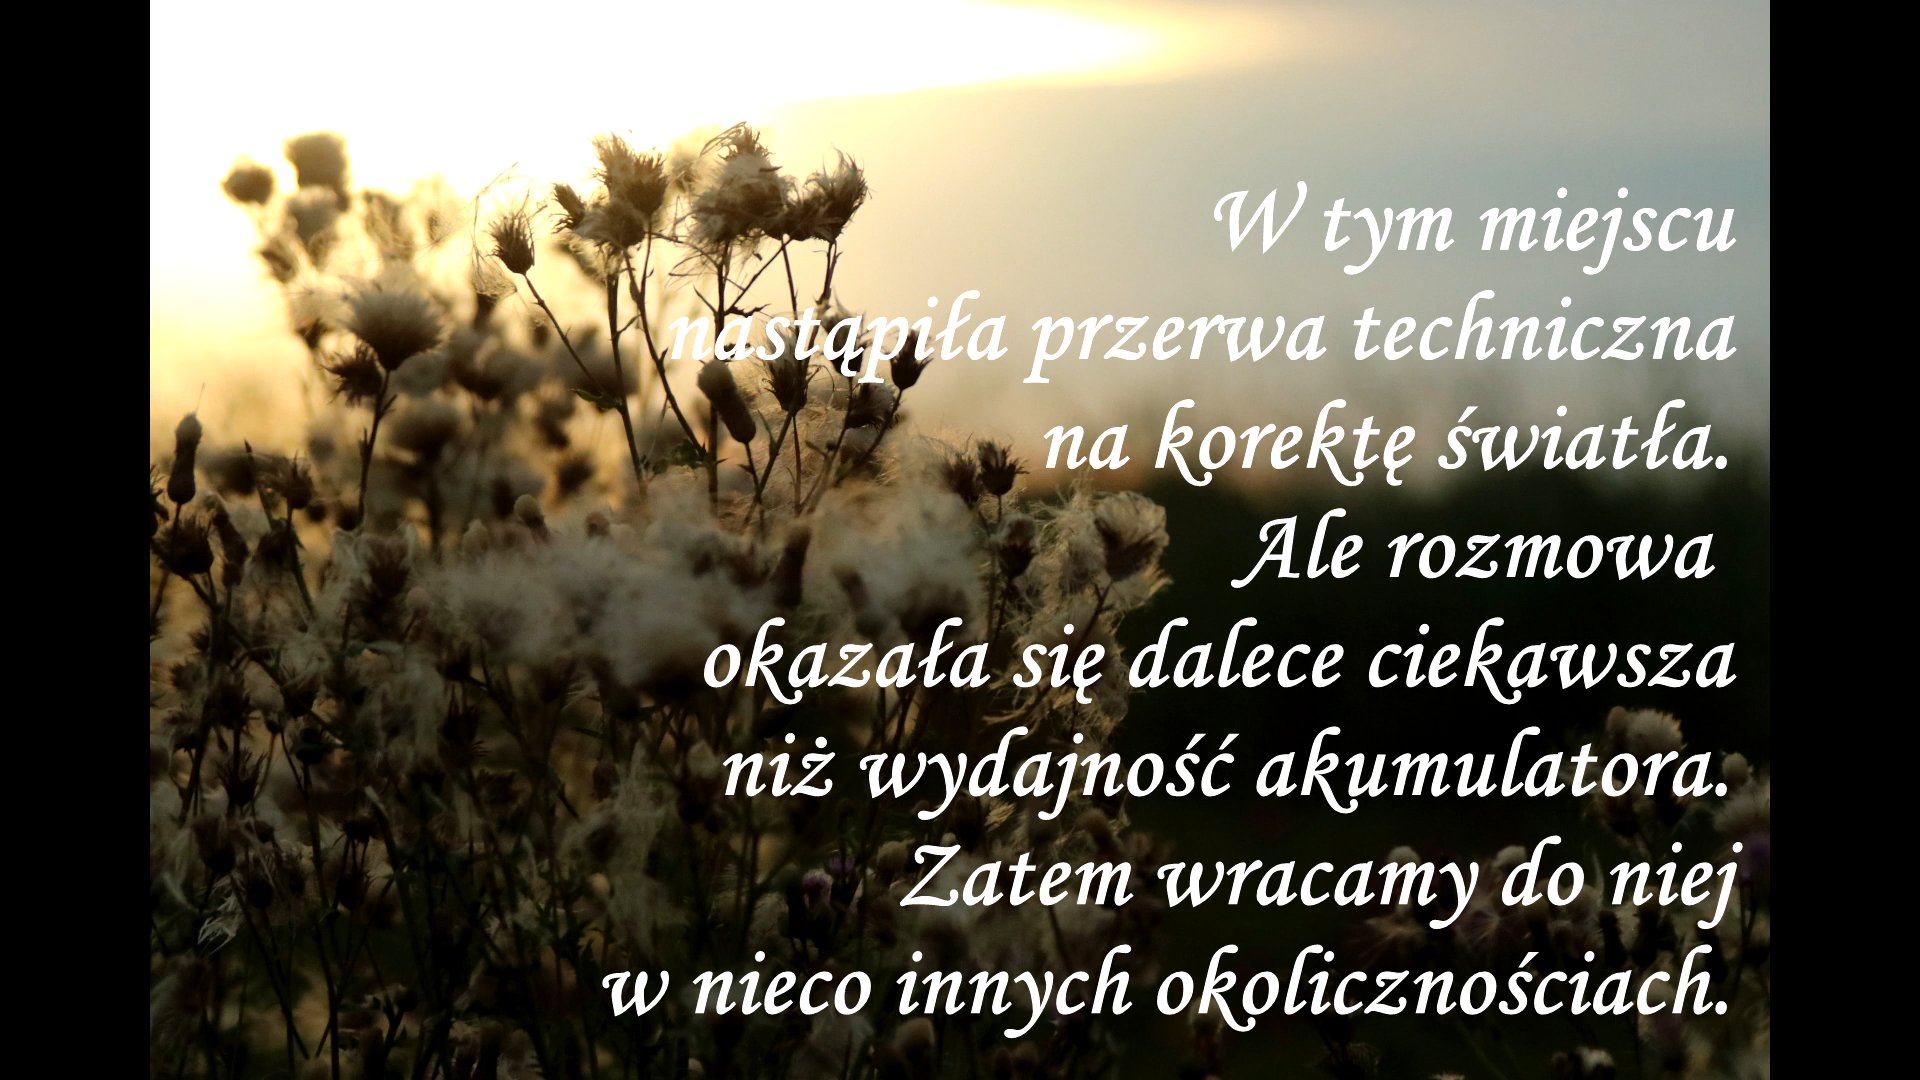 W tym miejscu
nastąpiła przerwa techniczna
na korektę światła.
Ale rozmowa
okazała się dalece ciekawsza
niż wydajność akumulatora.
Zatem wracamy do niej
w nieco innych okolicznościach.